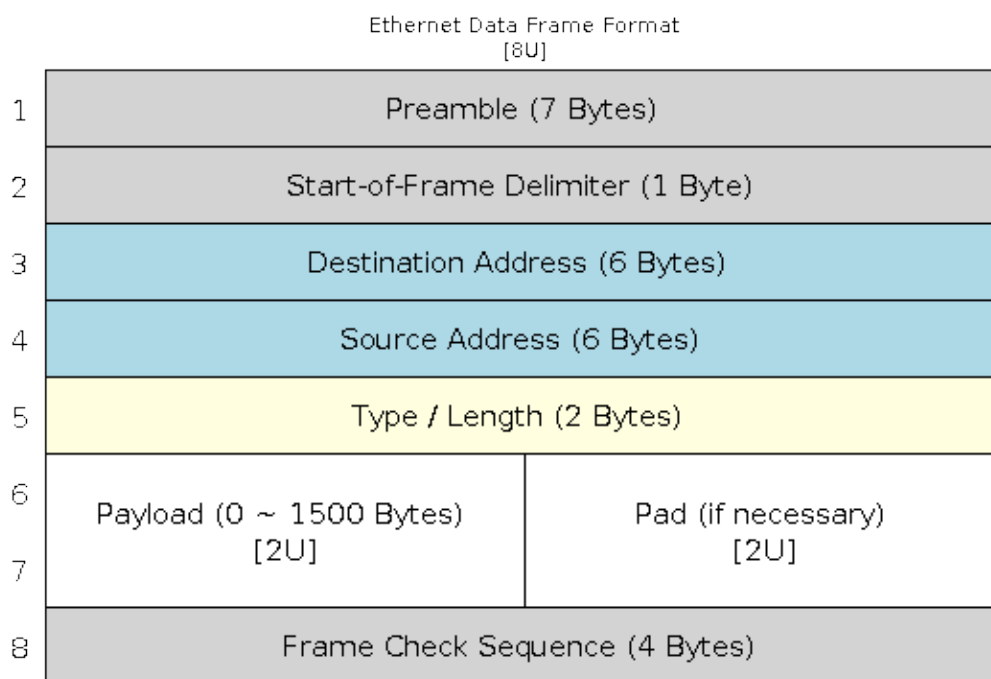 Ethernet Data Frame Format
[8U]
1 Preamble (7 Bytes)
2 Start-of-Frame Delimiter (1 Byte)
3 Destination Address (6 Bytes)
4 Source Address (6 Bytes)
5 Type / Length (2 Bytes)
6
Payload (0 ~ 1500 Bytes) Pad (if necessary)
[2U] [2U]
7
8 Frame Check Sequence (4 Bytes)